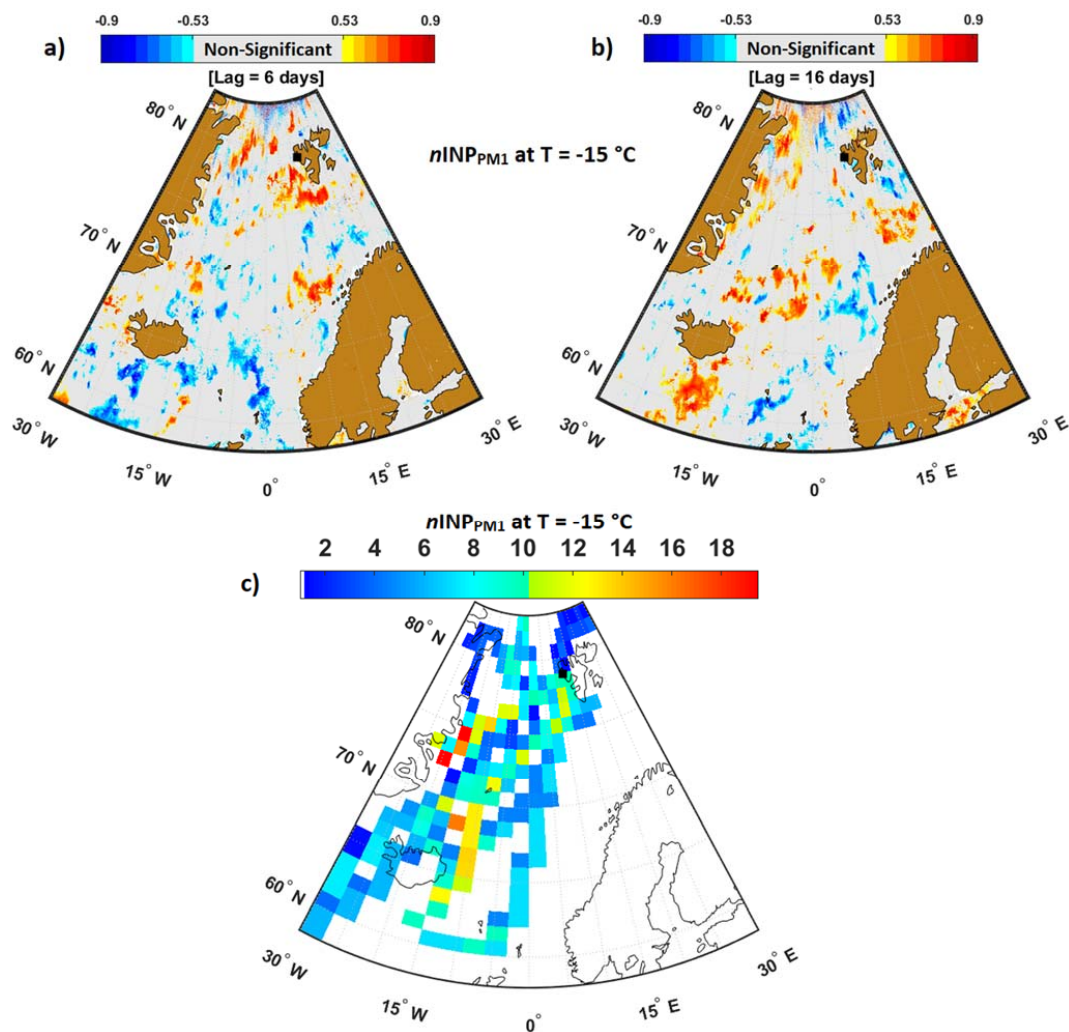 a)
-0.9 -0.53 0.53 0.9
Non-Significant
[Lag = 6 days]
80° N
70° N
60° N
30° W
15° W
0°
15° E
30° E
b)
-0.9 -0.53 0.53 0.9
Non-Significant
[Lag = 16 days]
80° N
70° N
60° N
30° W
15° W
0°
15° E
30° E
nINPPM1 at T = -15 °C
nINPPM1 at T = -15 °C
c)
2 4 6 8 10 12 14 16 18
80° N
70° N
60° N
30° W
15° W
0°
15° E
30° E